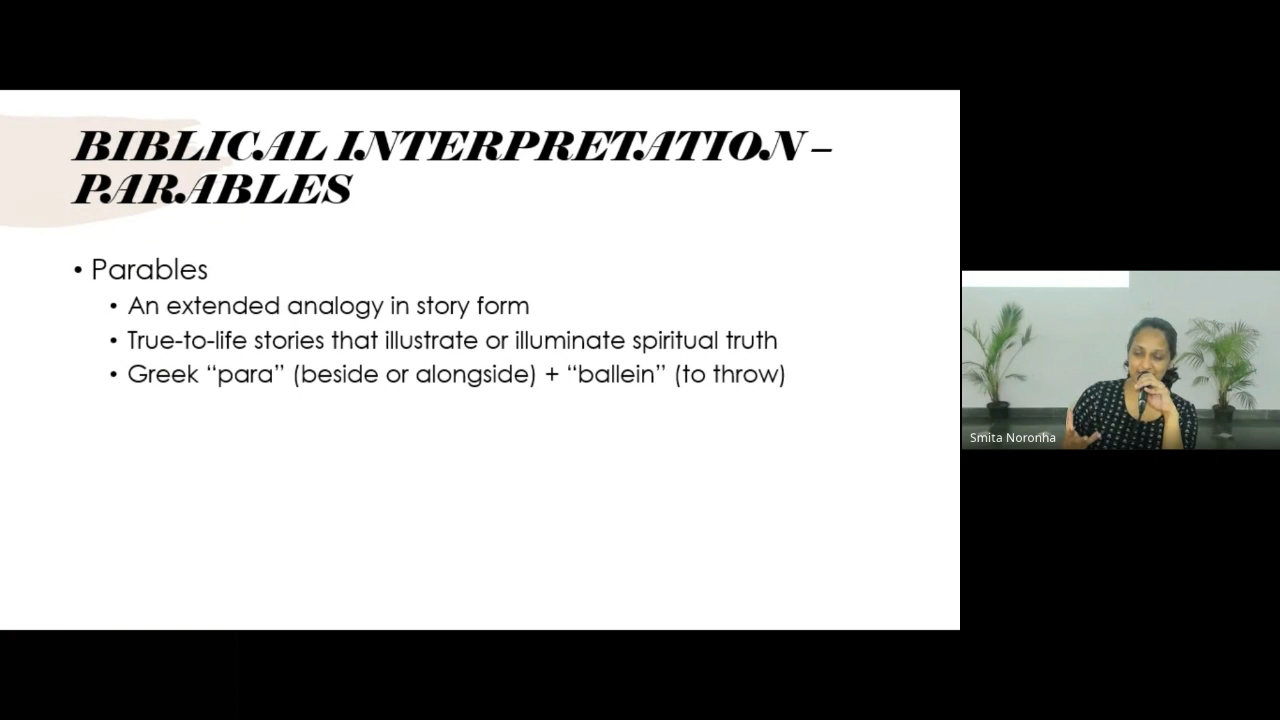 BIBLICAL INTERPRETATION –
PARABLES
• Parables
• An extended analogy in story form
• True-to-life stories that illustrate or illuminate spiritual truth
• Greek “para” (beside or alongside) + “ballein” (to throw)
Smita Noronha